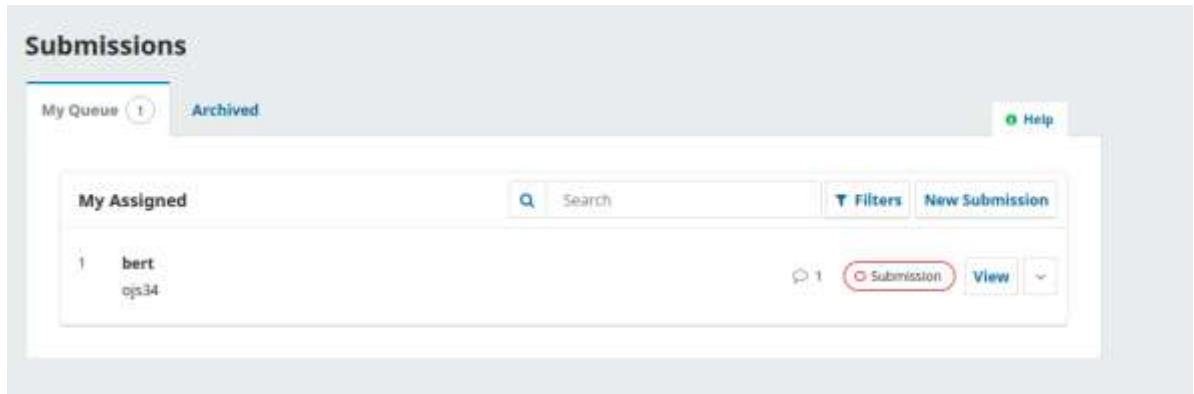 Submissions
My Queue 1 Archived
Help
My Assigned Search Filters New Submission
1 bert 1 Submission View
ojs34